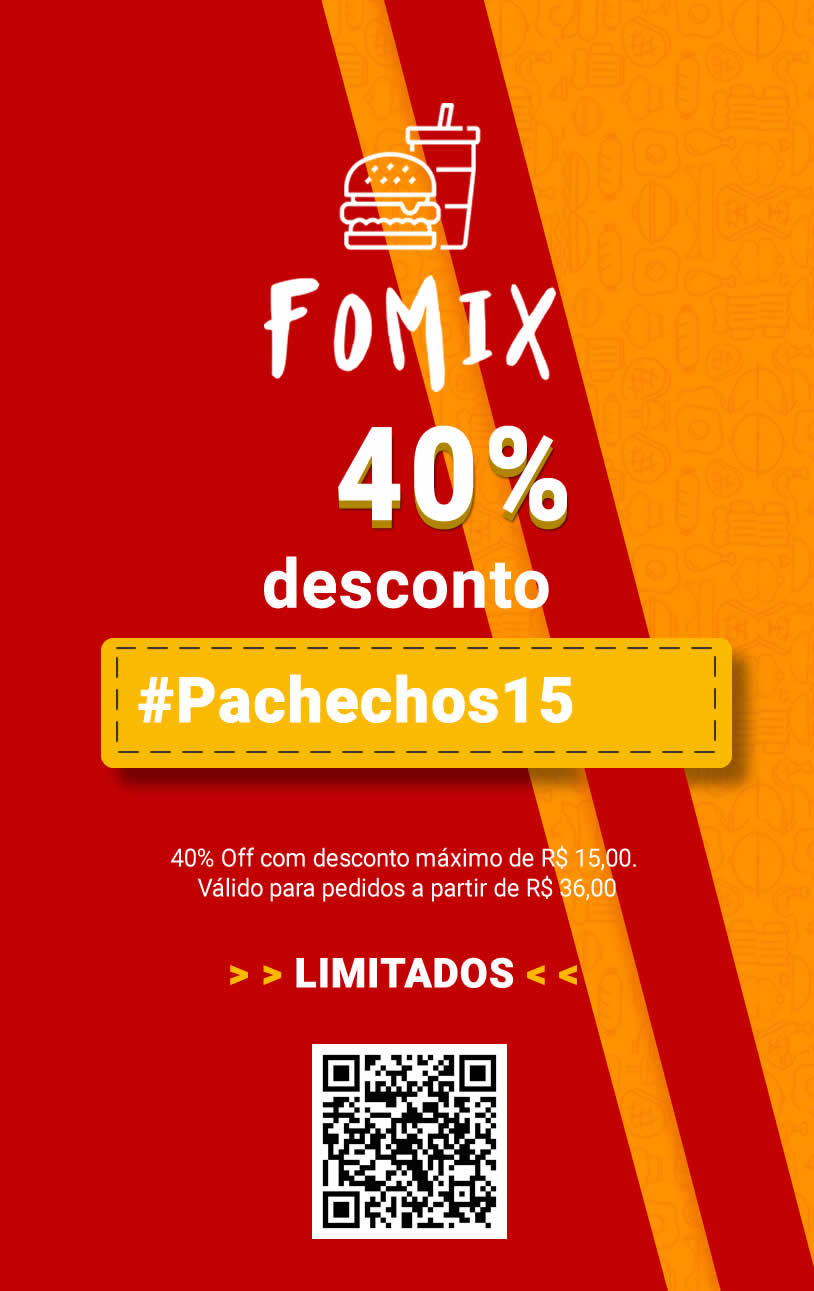 FOMIX
40%
desconto
#Pachechos15
40% Off com desconto máximo de R$ 15,00.
Válido para pedidos a partir de R$ 36,00
> > LIMITADOS < <